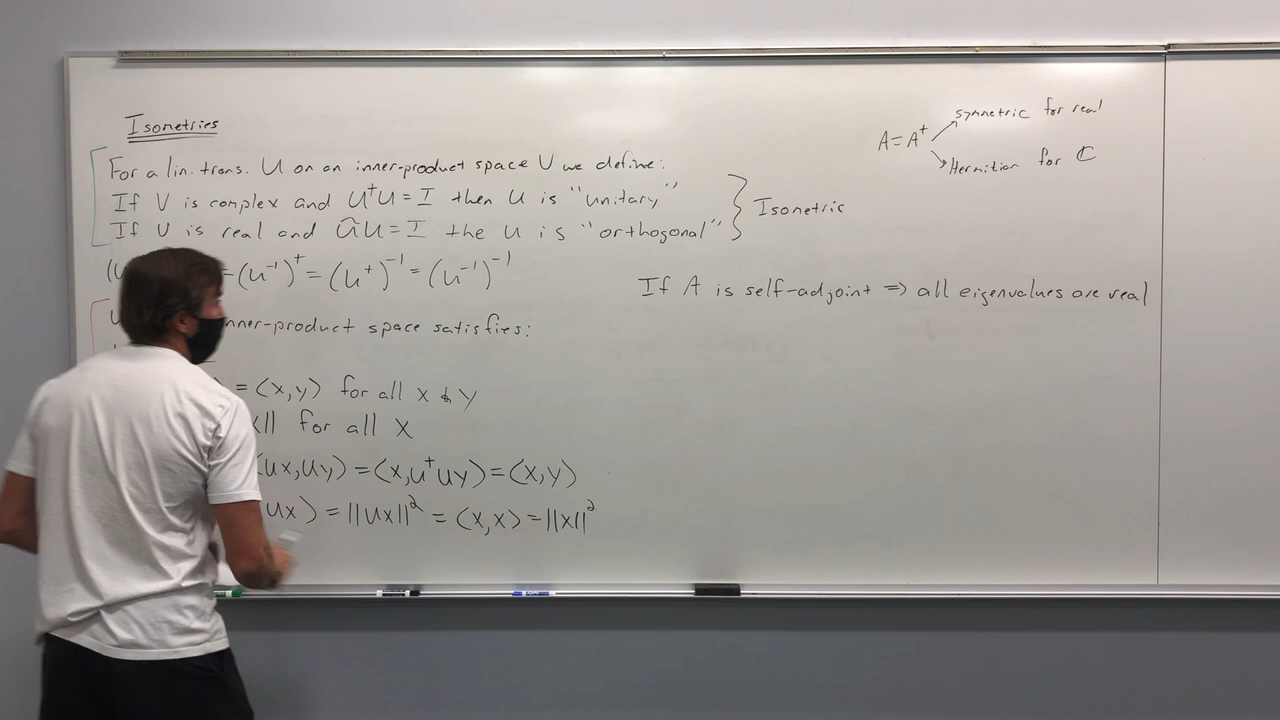 Isometries
For a lin. trans. U on an inner-product space V we define:
If V is complex and U†U = I then U is "unitary"
If V is real and ŨU = I the U is "orthogonal"
Isometric
= (U⁻¹)† = (U†)⁻¹ = (U⁻¹)⁻¹
inner-product space satisfies:
= (x,y) for all x & y
x|| for all x
(Ux,Uy) = (x,U†Uy) = (x,y)
Ux) = ||Ux||² = (x,x) = ||x||²
A = A†
symmetric for real
Hermitian for ℂ
If A is self-adjoint ⇒ all eigenvalues are real